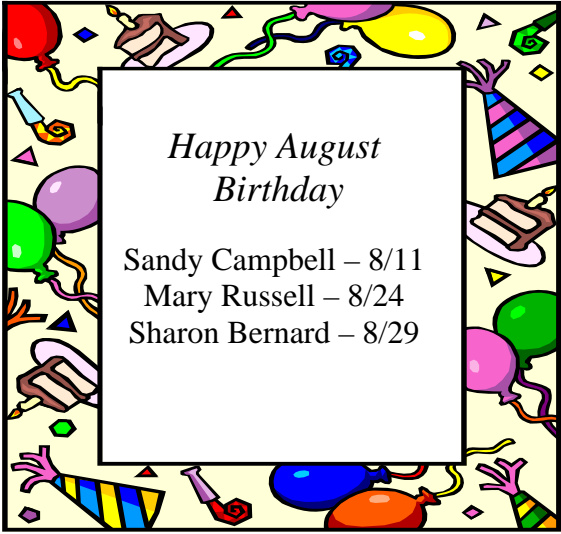 Happy August
Birthday
Sandy Campbell – 8/11
Mary Russell – 8/24
Sharon Bernard – 8/29